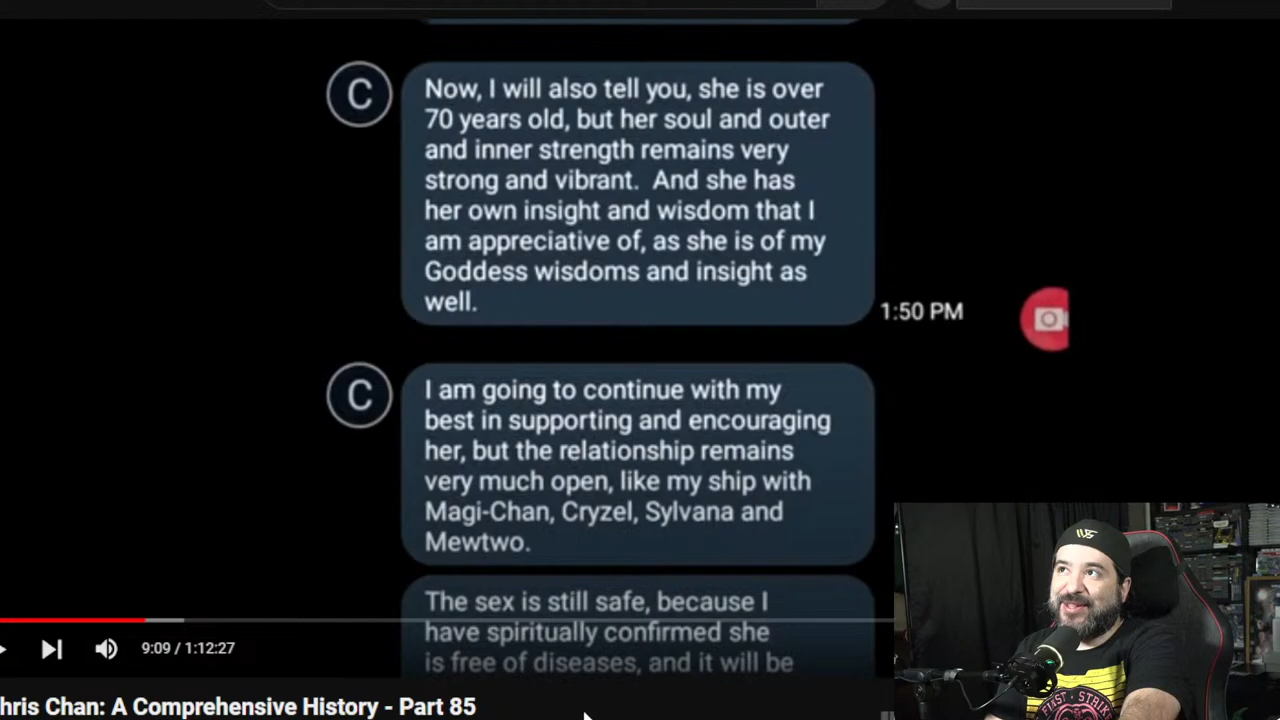 C
Now, I will also tell you, she is over
70 years old, but her soul and outer
and inner strength remains very
strong and vibrant.  And she has
her own insight and wisdom that I
am appreciative of, as she is of my
Goddess wisdoms and insight as
well.
1:50 PM
C
I am going to continue with my
best in supporting and encouraging
her, but the relationship remains
very much open, like my ship with
Magi-Chan, Cryzel, Sylvana and
Mewtwo.
The sex is still safe, because I
have spiritually confirmed she
is free of diseases, and it will be
9:09 / 1:12:27
hris Chan: A Comprehensive History - Part 85
FIRST STRIKE